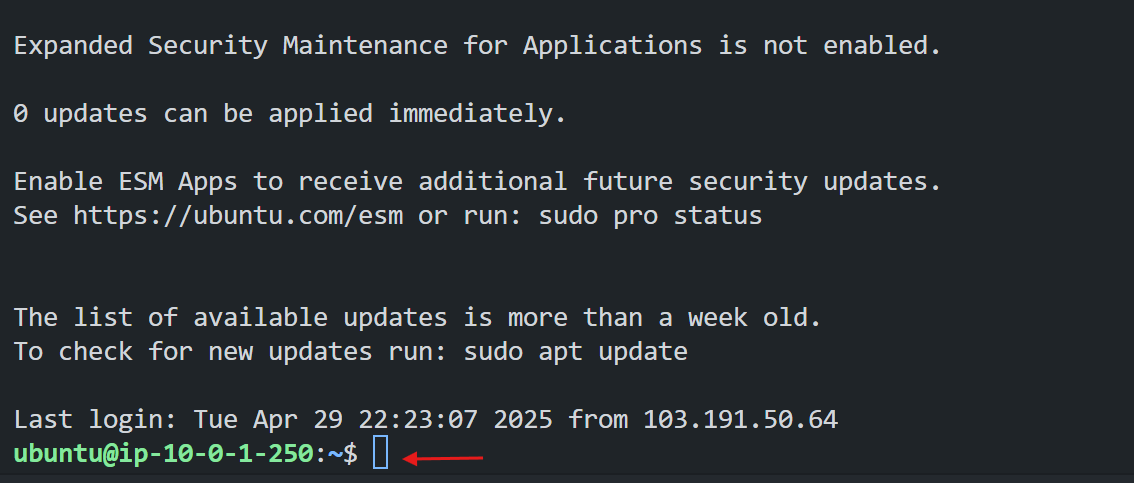 Expanded Security Maintenance for Applications is not enabled.
0 updates can be applied immediately.
Enable ESM Apps to receive additional future security updates.
See https://ubuntu.com/esm or run: sudo pro status
The list of available updates is more than a week old.
To check for new updates run: sudo apt update
Last login: Tue Apr 29 22:23:07 2025 from 103.191.50.64
ubuntu@ip-10-0-1-250:~$